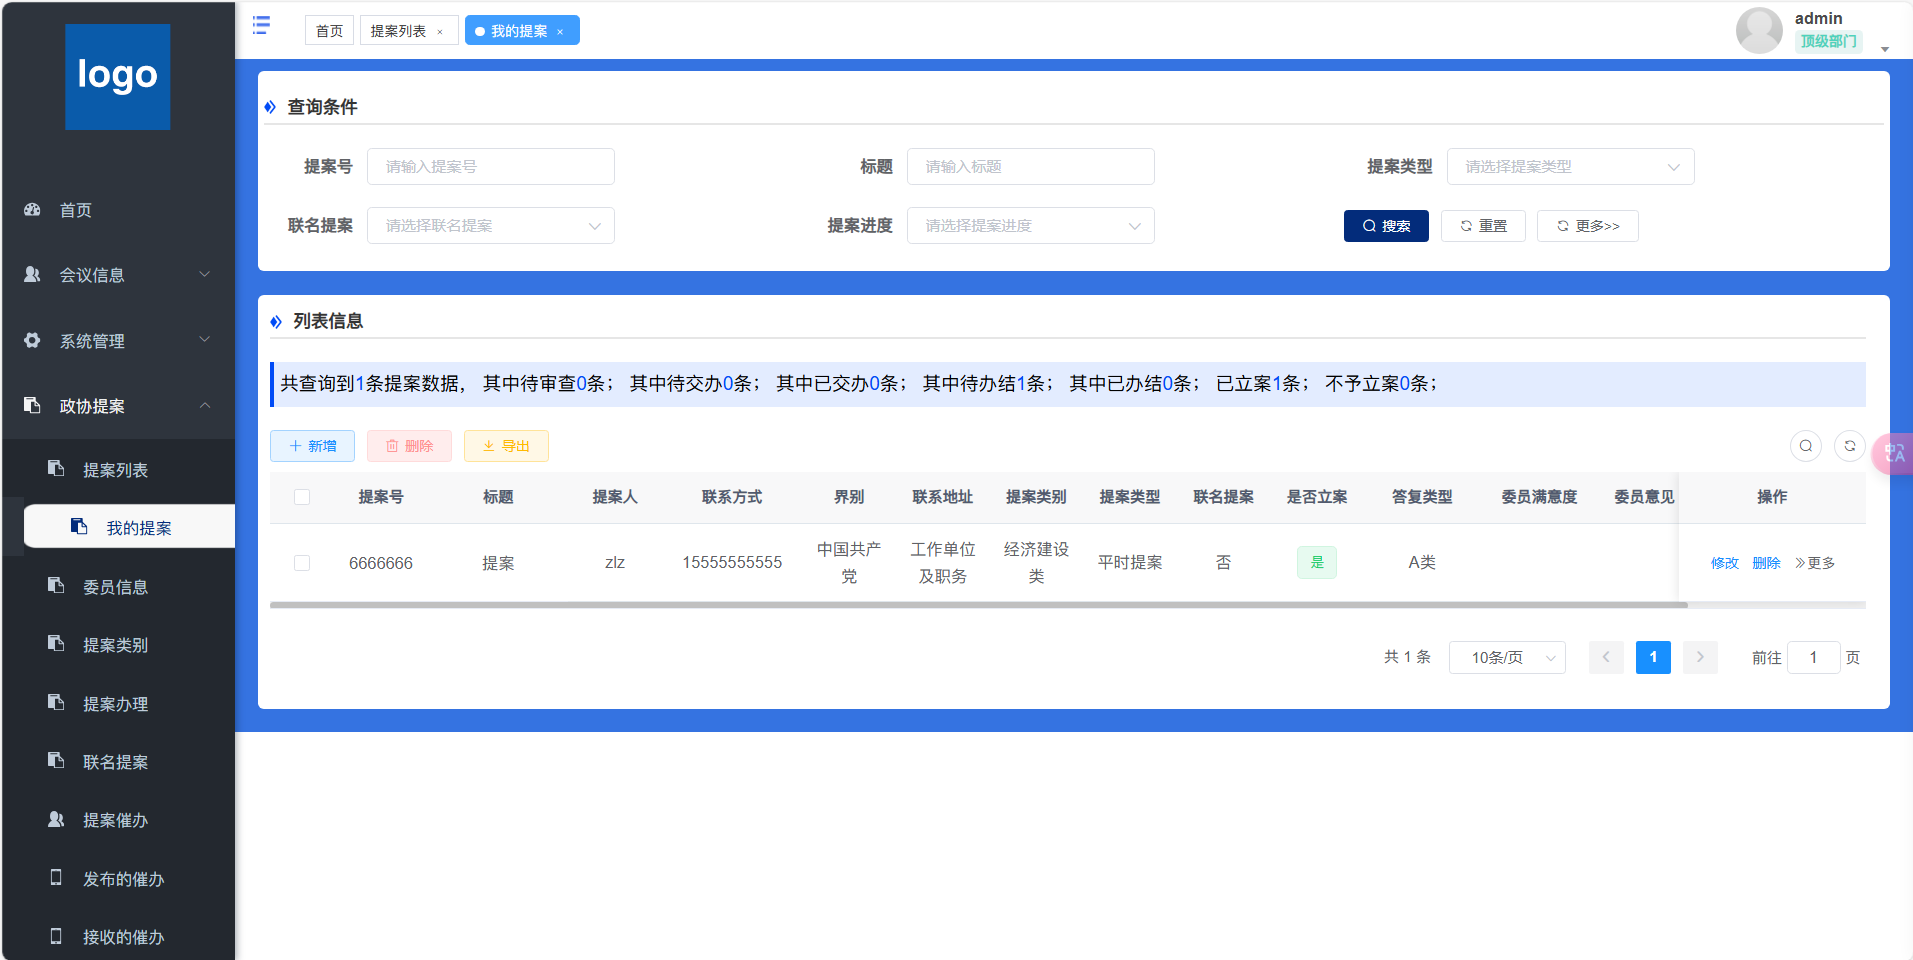 logo
首页
会议信息
系统管理
政协提案
提案列表
我的提案
委员信息
提案类别
提案办理
联名提案
提案催办
发布的催办
接收的催办
首页 提案列表 × 我的提案 ×
admin
顶级部门
查询条件
提案号 请输入提案号 标题 请输入标题 提案类型 请选择提案类型
联名提案 请选择联名提案 提案进度 请选择提案进度 搜索 重置 更多>>
列表信息
共查询到1条提案数据， 其中待审查0条； 其中待交办0条； 其中已交办0条； 其中待办结1条； 其中已办结0条； 已立案1条； 不予立案0条；
新增 删除 导出
提案号 标题 提案人 联系方式 界别 联系地址 提案类别 提案类型 联名提案 是否立案 答复类型 委员满意度 委员意见 操作
6666666 提案 zlz 15555555555 中国共产党 工作单位及职务 经济建设类 平时提案 否 是 A类 修改 删除 更多
共 1 条 10条/页 1 前往 1 页